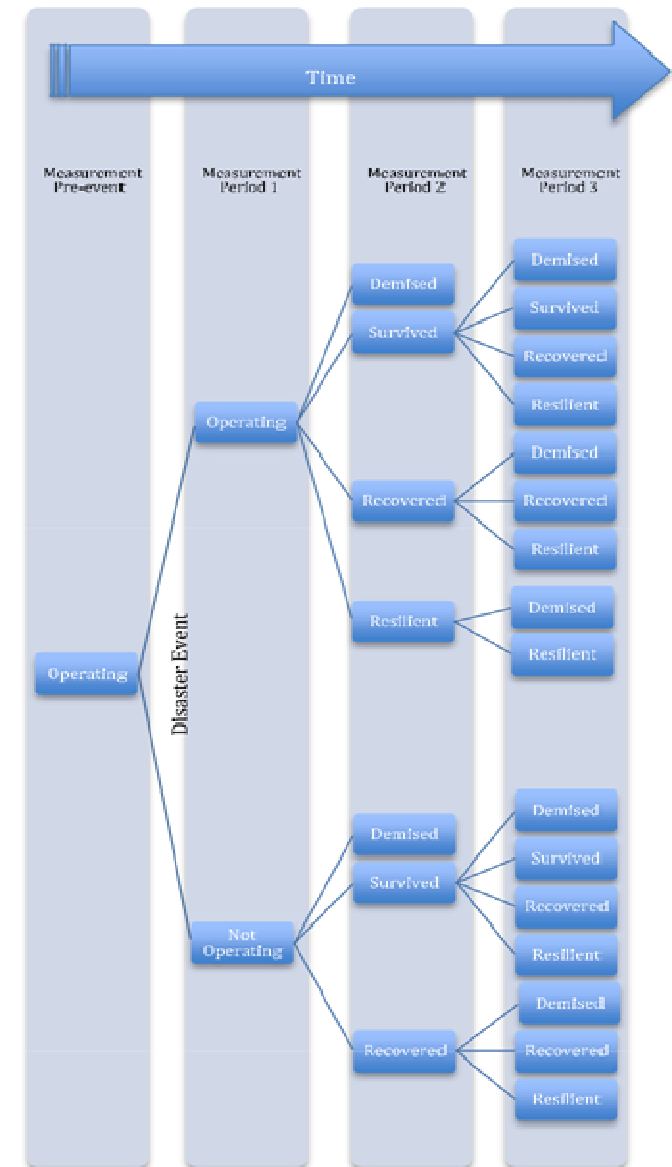 Time
Measurement
Pre-event
Measurement
Period 1
Measurement
Period 2
Measurement
Period 3
Operating
Disaster Event
Operating
Not
Operating
Demised
Survived
Recovered
Resilient
Demised
Survived
Recovered
Demised
Survived
Recovered
Resilient
Demised
Recovered
Resilient
Demised
Resilient
Demised
Survived
Recovered
Resilient
Demised
Recovered
Resilient